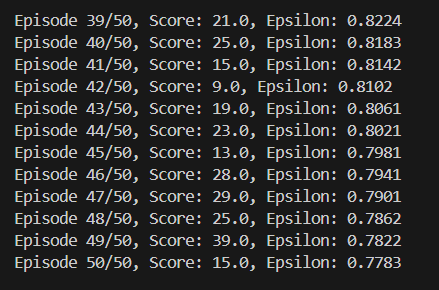 Episode 39/50, Score: 21.0, Epsilon: 0.8224
Episode 40/50, Score: 25.0, Epsilon: 0.8183
Episode 41/50, Score: 15.0, Epsilon: 0.8142
Episode 42/50, Score: 9.0, Epsilon: 0.8102
Episode 43/50, Score: 19.0, Epsilon: 0.8061
Episode 44/50, Score: 23.0, Epsilon: 0.8021
Episode 45/50, Score: 13.0, Epsilon: 0.7981
Episode 46/50, Score: 28.0, Epsilon: 0.7941
Episode 47/50, Score: 29.0, Epsilon: 0.7901
Episode 48/50, Score: 25.0, Epsilon: 0.7862
Episode 49/50, Score: 39.0, Epsilon: 0.7822
Episode 50/50, Score: 15.0, Epsilon: 0.7783